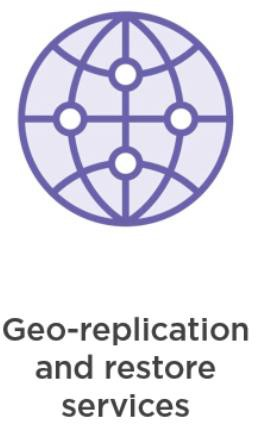 Geo-replication
and restore
services